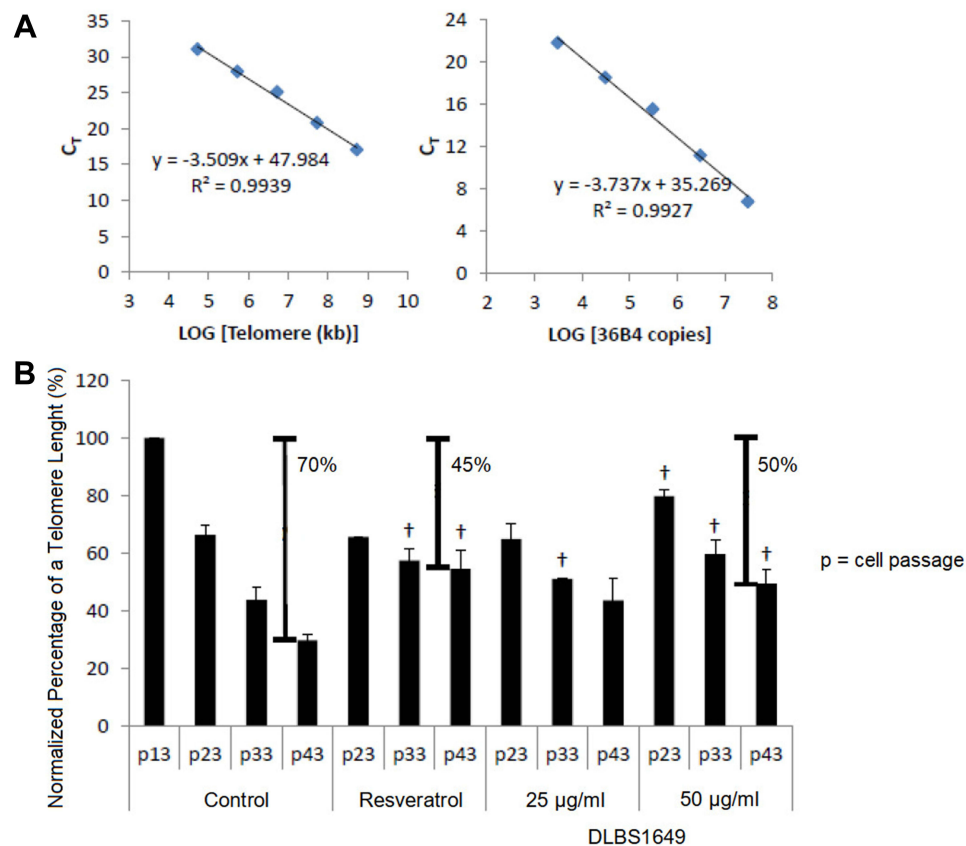 A
35
30
25
20
15
10
5
0
C_T
y = -3.509x + 47.984
R² = 0.9939
3 4 5 6 7 8 9 10
LOG [Telomere (kb)]
24
20
16
12
8
4
0
C_T
y = -3.737x + 35.269
R² = 0.9927
2 3 4 5 6 7 8
LOG [36B4 copies]
B
Normalized Percentage of a Telomere Lenght (%)
120
100
80
60
40
20
0
70%
45%
50%
† † † † † †
p = cell passage
p13 p23 p33 p43 p23 p33 p43 p23 p33 p43 p23 p33 p43
Control Resveratrol 25 µg/ml 50 µg/ml
DLBS1649